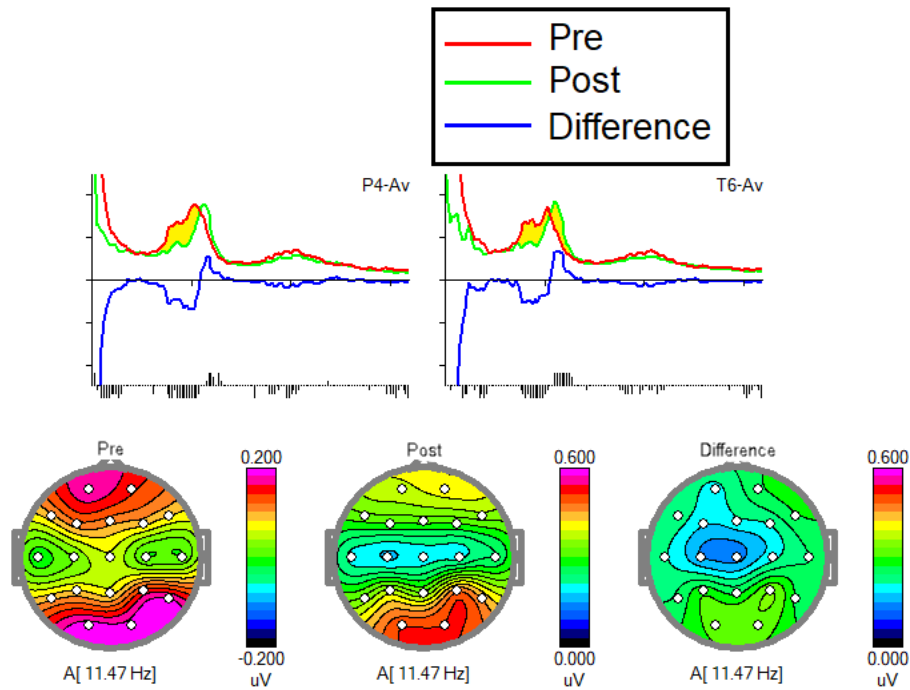 Pre
Post
Difference
P4-Av
T6-Av
Pre
0.200
Post
0.600
Difference
0.600
-0.200
0.000
0.000
A[ 11.47 Hz]
uV
A[ 11.47 Hz]
uV
A[ 11.47 Hz]
uV